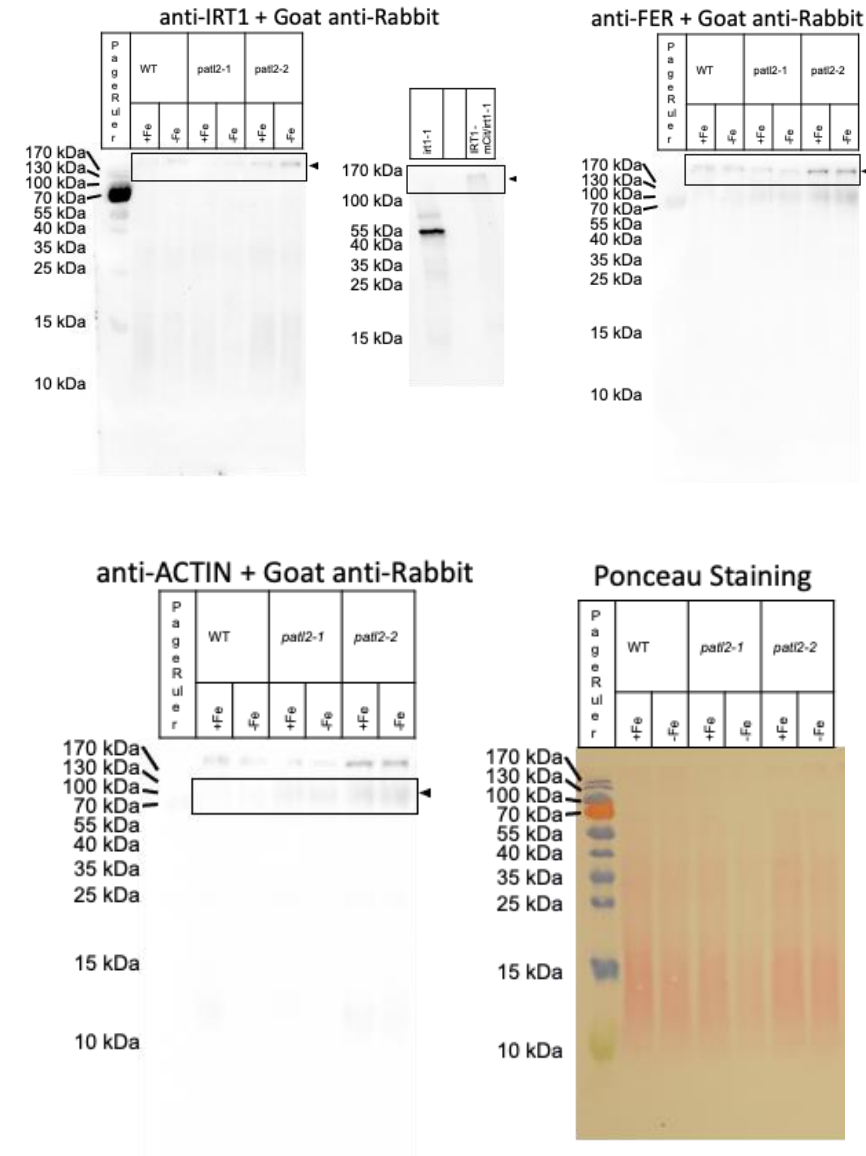 anti-IRT1 + Goat anti-Rabbit
PageRuler
WT
patl2-1
patl2-2
+Fe
-Fe
+Fe
-Fe
+Fe
-Fe
170 kDa
130 kDa
100 kDa
70 kDa
55 kDa
40 kDa
35 kDa
25 kDa
15 kDa
10 kDa
irt1-1
IRT1-
mCit/irt1-1
170 kDa
100 kDa
55 kDa
40 kDa
35 kDa
25 kDa
15 kDa
anti-FER + Goat anti-Rabbit
PageRuler
WT
patl2-1
patl2-2
+Fe
-Fe
+Fe
-Fe
+Fe
-Fe
170 kDa
130 kDa
100 kDa
70 kDa
55 kDa
40 kDa
35 kDa
25 kDa
15 kDa
10 kDa
anti-ACTIN + Goat anti-Rabbit
PageRuler
WT
patl2-1
patl2-2
+Fe
-Fe
+Fe
-Fe
+Fe
-Fe
170 kDa
130 kDa
100 kDa
70 kDa
55 kDa
40 kDa
35 kDa
25 kDa
15 kDa
10 kDa
Ponceau Staining
PageRuler
WT
patl2-1
patl2-2
+Fe
-Fe
+Fe
-Fe
+Fe
-Fe
170 kDa
130 kDa
100 kDa
70 kDa
55 kDa
40 kDa
35 kDa
25 kDa
15 kDa
10 kDa